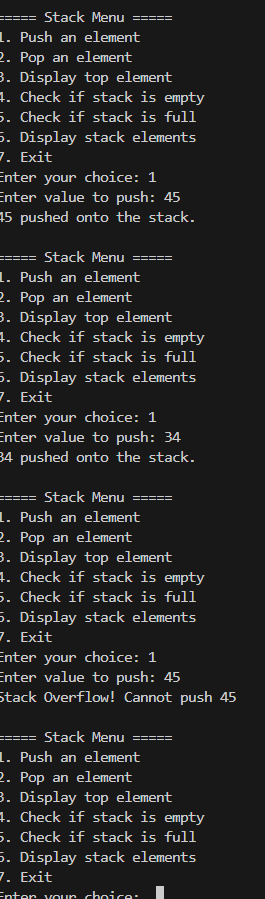 ===== Stack Menu =====
1. Push an element
2. Pop an element
3. Display top element
4. Check if stack is empty
5. Check if stack is full
6. Display stack elements
7. Exit
Enter your choice: 1
Enter value to push: 45
45 pushed onto the stack.

===== Stack Menu =====
1. Push an element
2. Pop an element
3. Display top element
4. Check if stack is empty
5. Check if stack is full
6. Display stack elements
7. Exit
Enter your choice: 1
Enter value to push: 34
34 pushed onto the stack.

===== Stack Menu =====
1. Push an element
2. Pop an element
3. Display top element
4. Check if stack is empty
5. Check if stack is full
6. Display stack elements
7. Exit
Enter your choice: 1
Enter value to push: 45
Stack Overflow! Cannot push 45

===== Stack Menu =====
1. Push an element
2. Pop an element
3. Display top element
4. Check if stack is empty
5. Check if stack is full
6. Display stack elements
7. Exit
Enter your choice: